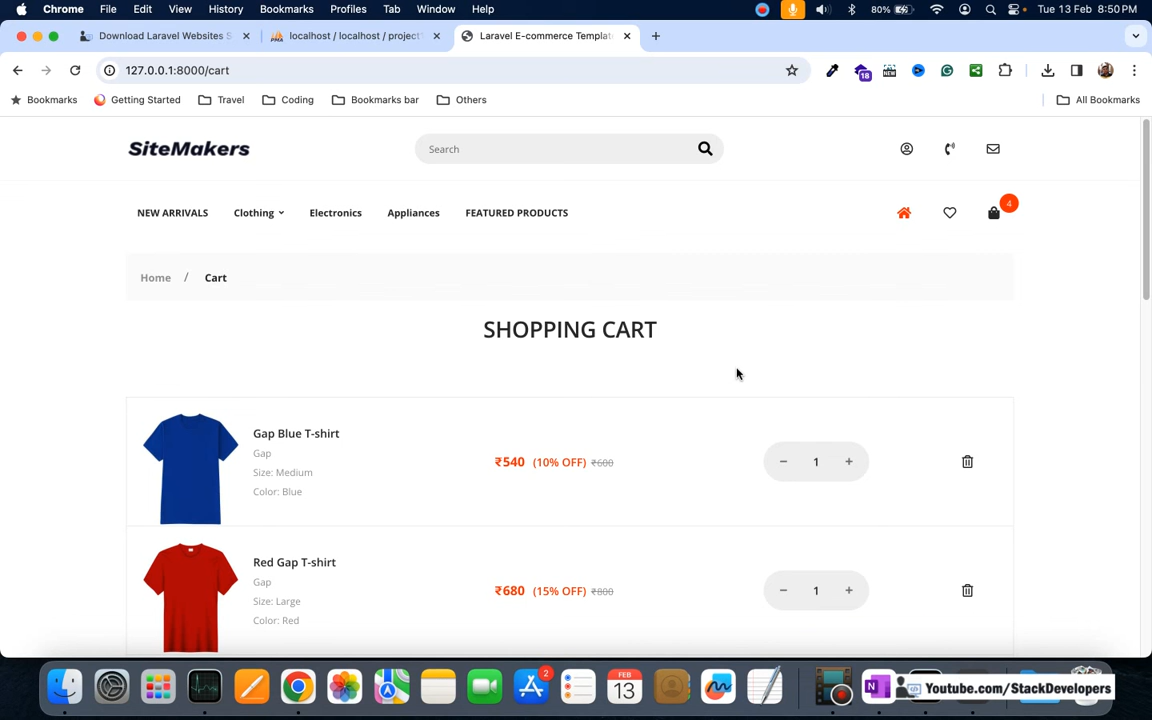 Chrome File Edit View History Bookmarks Profiles Tab Window Help 80% Tue 13 Feb 8:50 PM
Download Laravel Websites S localhost / localhost / project1 Laravel E-commerce Templat
127.0.0.1:8000/cart 18 NEW
Bookmarks Getting Started Travel Coding Bookmarks bar Others All Bookmarks
SiteMakers Search
NEW ARRIVALS Clothing Electronics Appliances FEATURED PRODUCTS 4
Home / Cart
SHOPPING CART
Gap Blue T-shirt
Gap
Size: Medium
Color: Blue
₹540 (10% OFF) ₹600
− 1 +
Red Gap T-shirt
Gap
Size: Large
Color: Red
₹680 (15% OFF) ₹800
− 1 +
2
FEB
13
Youtube.com/StackDevelopers